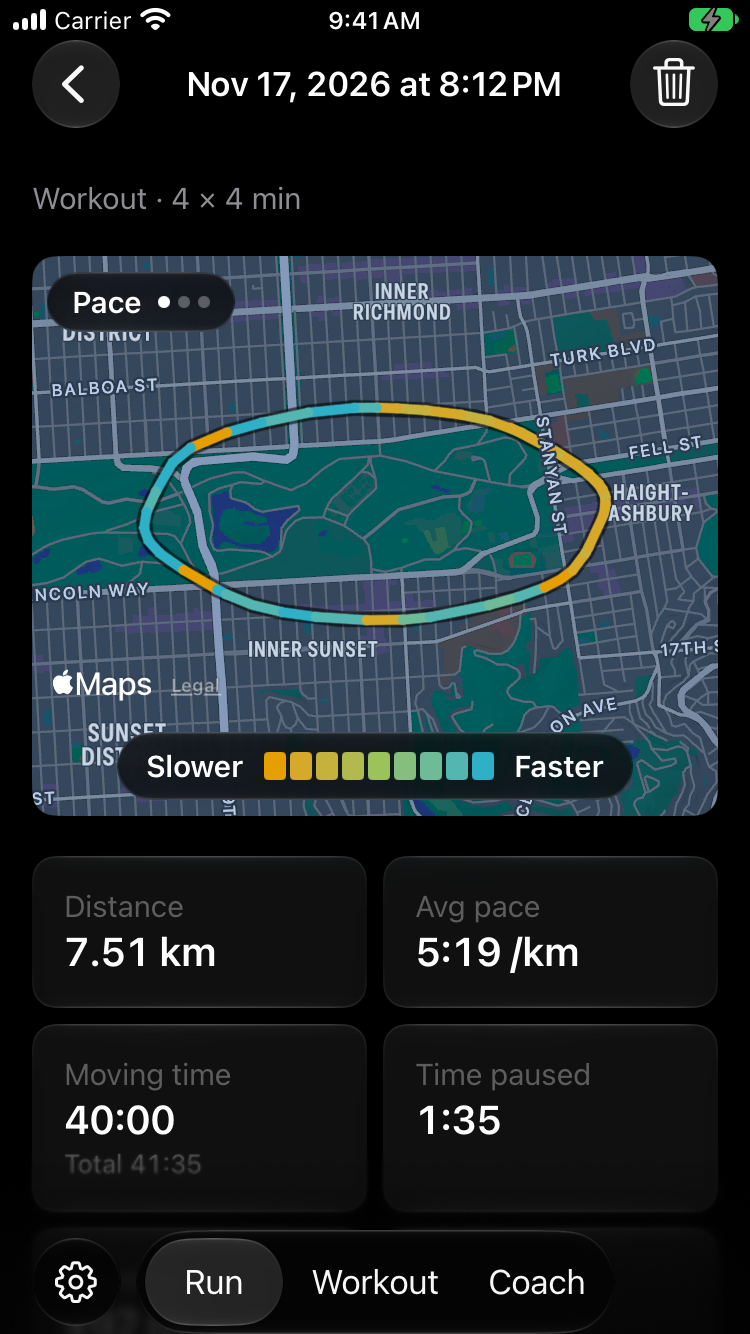 Carrier 9:41 AM
Nov 17, 2026 at 8:12 PM
Workout · 4 × 4 min
Pace
INNER
RICHMOND
DISTRICT
TURK BLVD
BALBOA ST
STANYAN ST
FELL ST
HAIGHT-
ASHBURY
NCOLN WAY
INNER SUNSET
17TH S
Maps Legal
ON AVE
SUNSET
DIST
Slower Faster
ST
Distance
7.51 km
Avg pace
5:19 /km
Moving time
40:00
Total 41:35
Time paused
1:35
Run Workout Coach